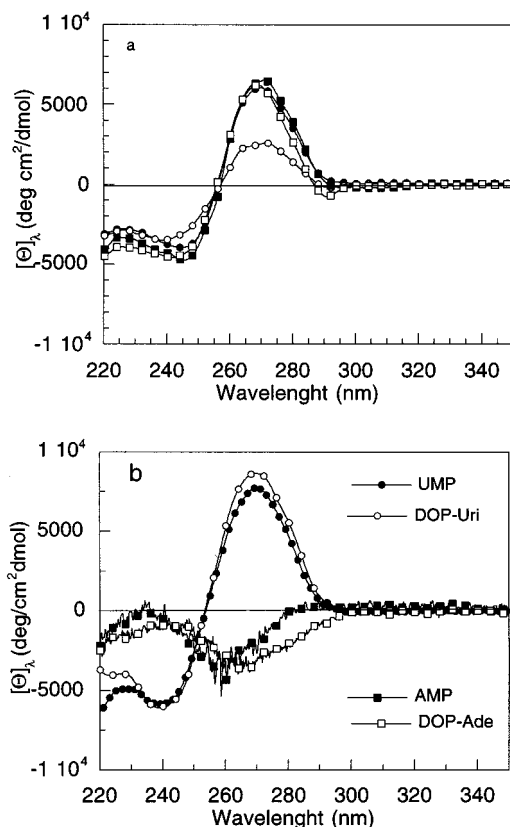 a
1 10⁴
5000
0
-5000
-1 10⁴
[Θ]λ (deg cm²/dmol)
220 240 260 280 300 320 340
Wavelenght (nm)
b
1 10⁴
5000
0
-5000
-1 10⁴
[Θ]λ (deg/cm²dmol)
UMP
DOP-Uri
AMP
DOP-Ade
220 240 260 280 300 320 340
Wavelenght (nm)